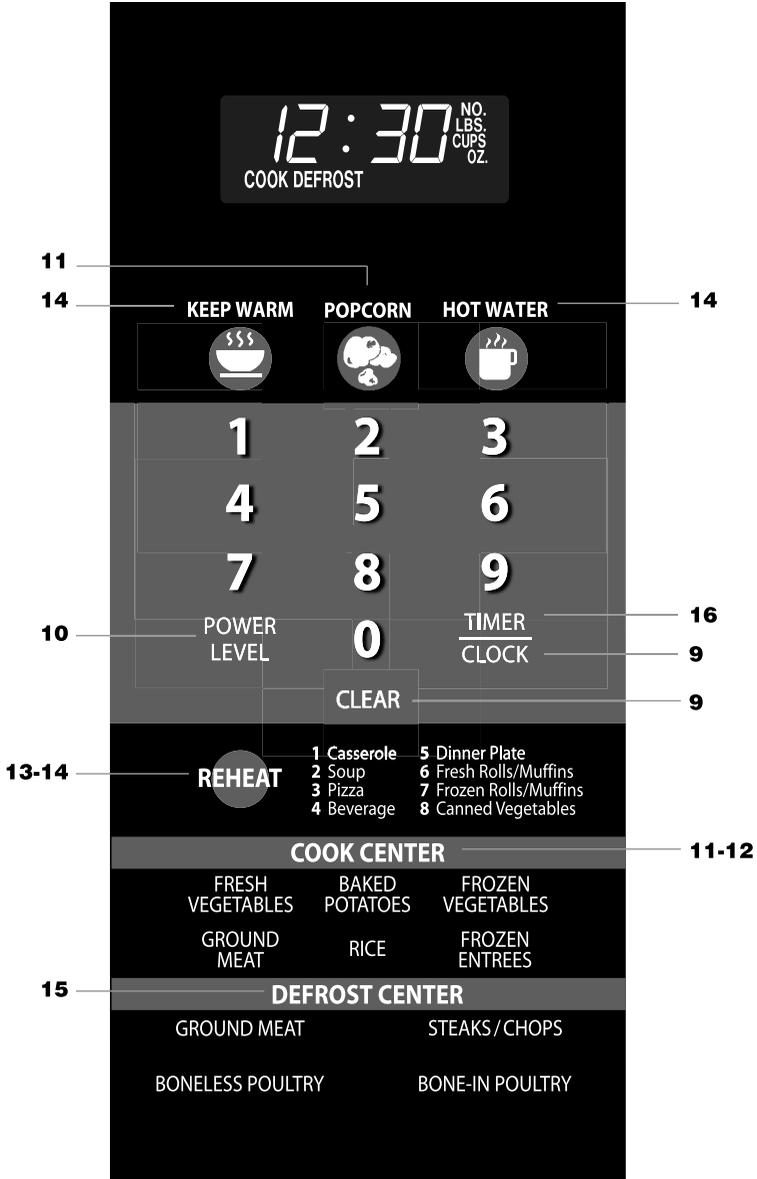 12:30 NO.
LBS.
CUPS
OZ.
COOK DEFROST
11
14 KEEP WARM POPCORN HOT WATER 14
1 2 3
4 5 6
7 8 9
10 POWER LEVEL 0 TIMER 16
CLOCK 9
CLEAR 9
13-14 REHEAT
1 Casserole 5 Dinner Plate
2 Soup 6 Fresh Rolls/Muffins
3 Pizza 7 Frozen Rolls/Muffins
4 Beverage 8 Canned Vegetables
COOK CENTER 11-12
FRESH BAKED FROZEN
VEGETABLES POTATOES VEGETABLES
GROUND RICE FROZEN
MEAT ENTREES
15 DEFROST CENTER
GROUND MEAT STEAKS/CHOPS
BONELESS POULTRY BONE-IN POULTRY